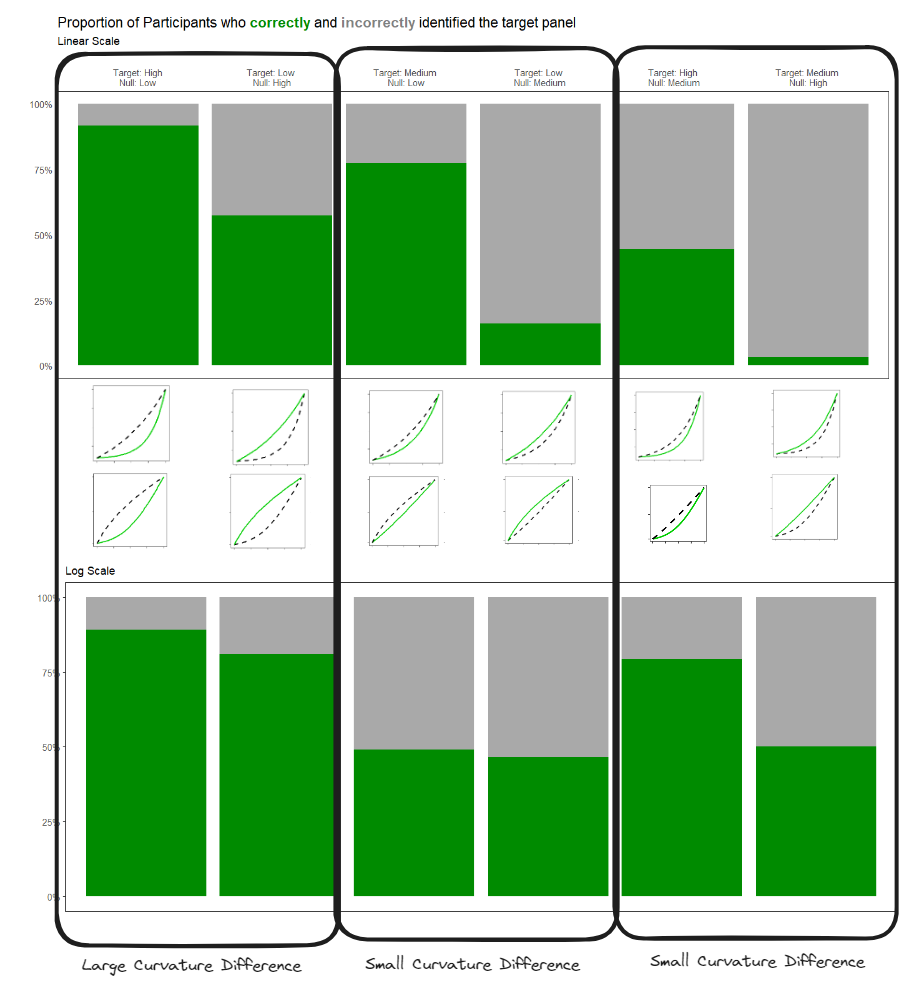 Proportion of Participants who correctly and incorrectly identified the target panel
Linear Scale
Target: High
Null: Low
Target: Low
Null: High
Target: Medium
Null: Low
Target: Low
Null: Medium
Target: High
Null: Medium
Target: Medium
Null: High
100%
75%
50%
25%
0%
Log Scale
100%
75%
50%
25%
0%
Large Curvature Difference
Small Curvature Difference
Small Curvature Difference